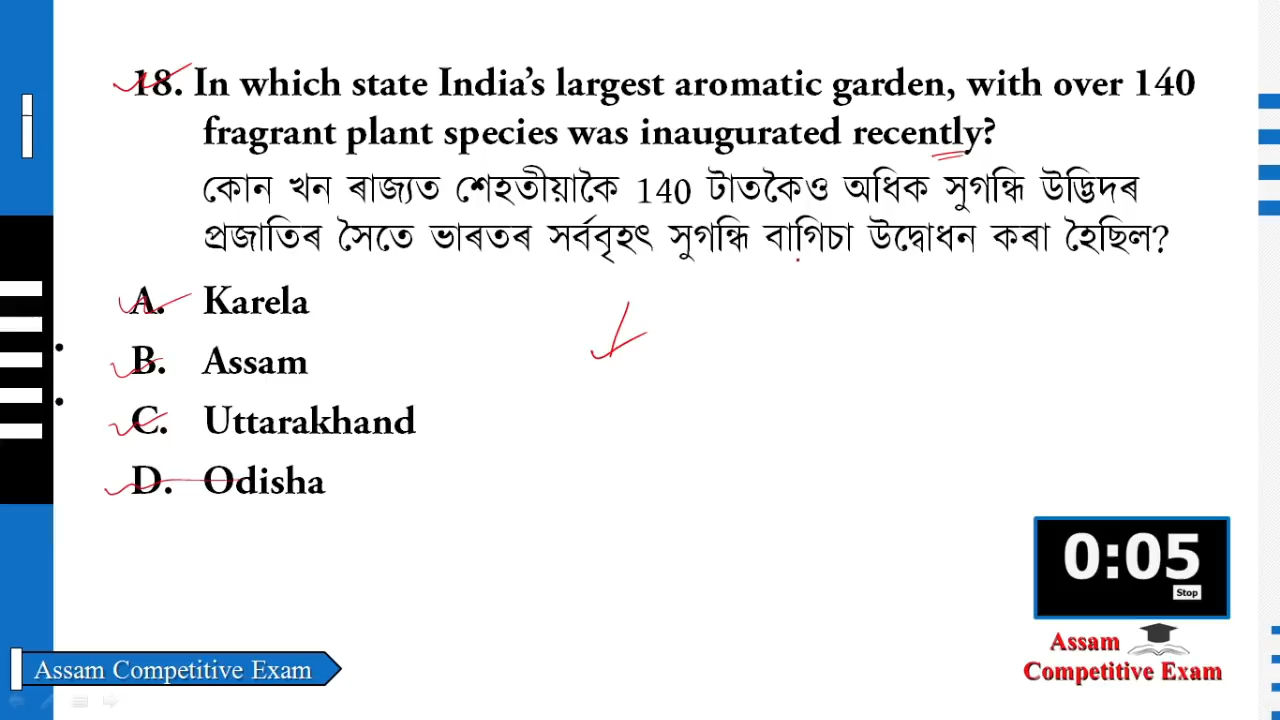 18. In which state India’s largest aromatic garden, with over 140
fragrant plant species was inaugurated recently?
কোন খন ৰাজ্যত শেহতীয়াকৈ 140 টাতকৈও অধিক সুগন্ধি উদ্ভিদৰ
প্ৰজাতিৰ সৈতে ভাৰতৰ সৰ্ববৃহৎ সুগন্ধি বাগিচা উদ্বোধন কৰা হৈছিল?
A. Karela
B. Assam
C. Uttarakhand
D. Odisha
0:05
Stop
Assam
Competitive Exam
Assam Competitive Exam